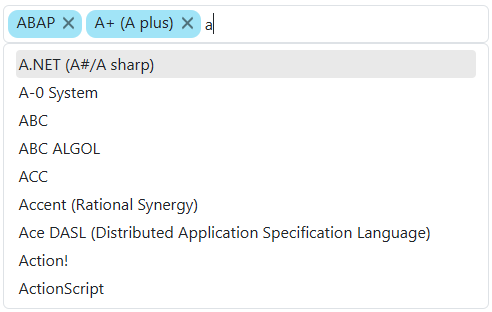 ABAP × A+ (A plus) × a
A.NET (A#/A sharp)
A-0 System
ABC
ABC ALGOL
ACC
Accent (Rational Synergy)
Ace DASL (Distributed Application Specification Language)
Action!
ActionScript